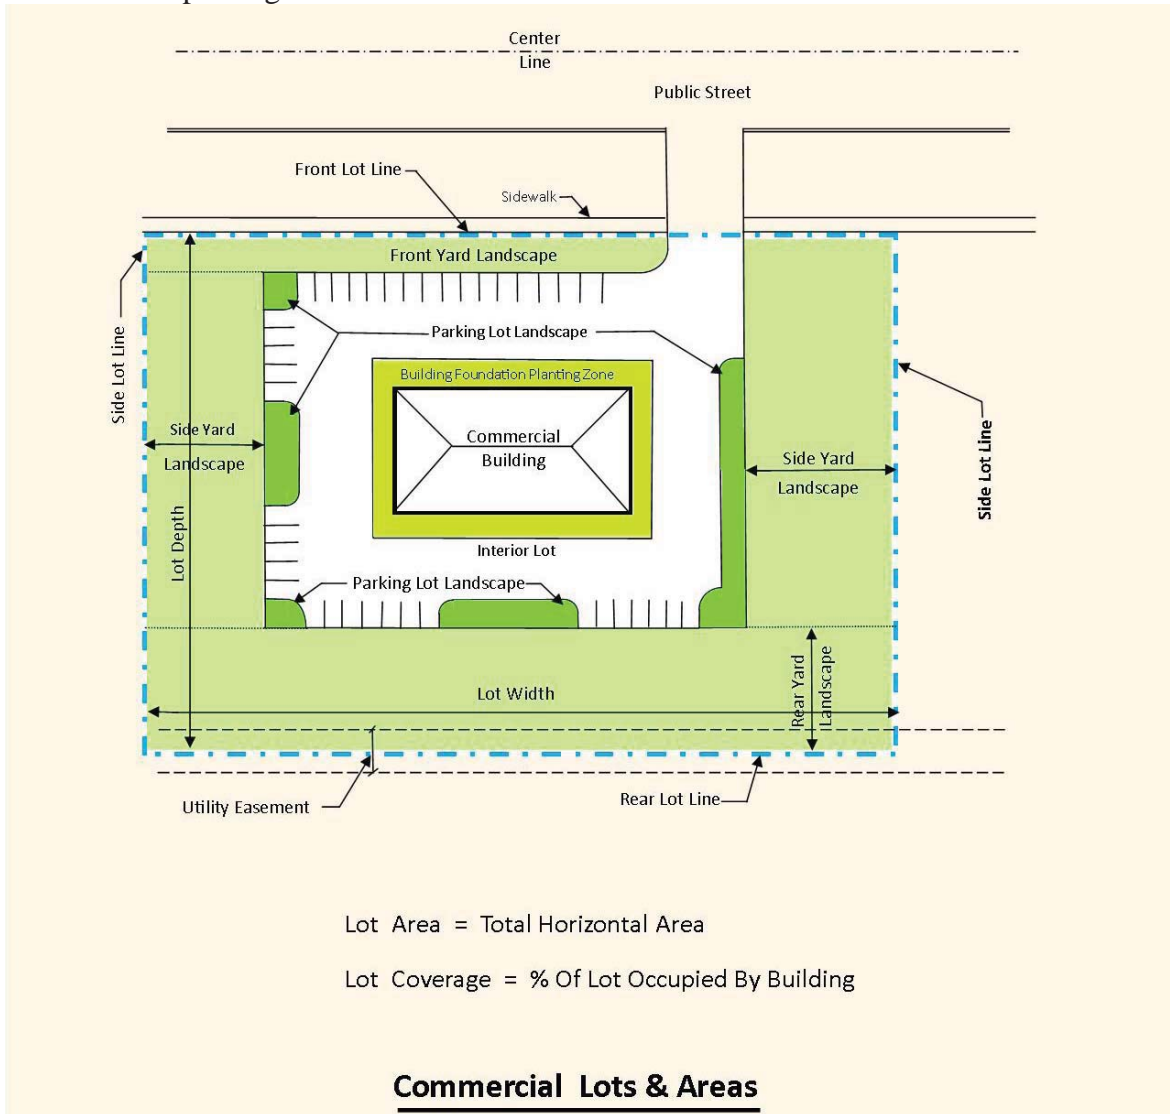 Center
Line
Public Street
Front Lot Line
Sidewalk
Front Yard Landscape
Side Lot Line
Parking Lot Landscape
Building Foundation Planting Zone
Commercial
Building
Side Yard
Landscape
Lot Depth
Side Yard
Landscape
Side Lot Line
Interior Lot
Parking Lot Landscape
Lot Width
Rear Yard
Landscape
Utility Easement
Rear Lot Line
Lot Area = Total Horizontal Area
Lot Coverage = % Of Lot Occupied By Building
Commercial Lots & Areas